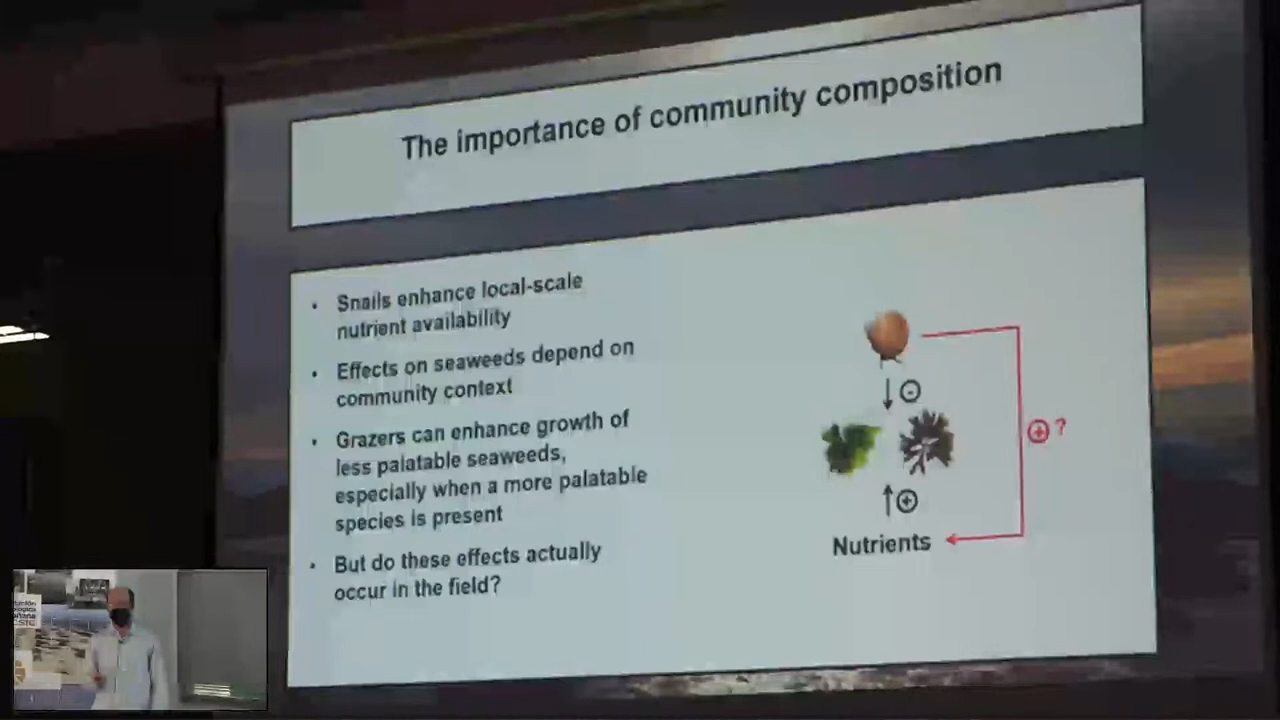 The importance of community composition
• Snails enhance local-scale
nutrient availability
• Effects on seaweeds depend on
community context
• Grazers can enhance growth of
less palatable seaweeds,
especially when a more palatable
species is present
• But do these effects actually
occur in the field?
-
+ ?
+
Nutrients